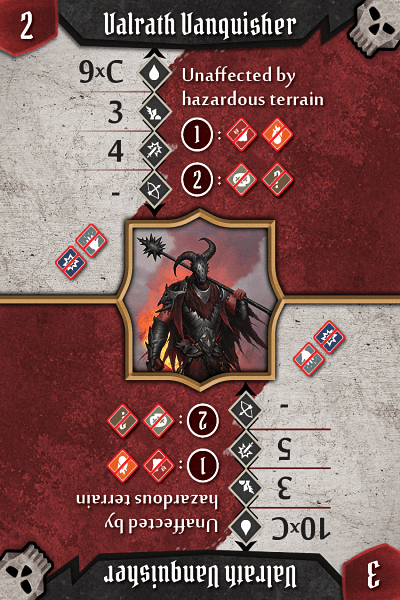 2
Valrath Vanquisher
9xC
3
4
-
Unaffected by
hazardous terrain
1:
2:
3
Valrath Vanquisher
10xC
3
5
-
Unaffected by
hazardous terrain
1:
2: